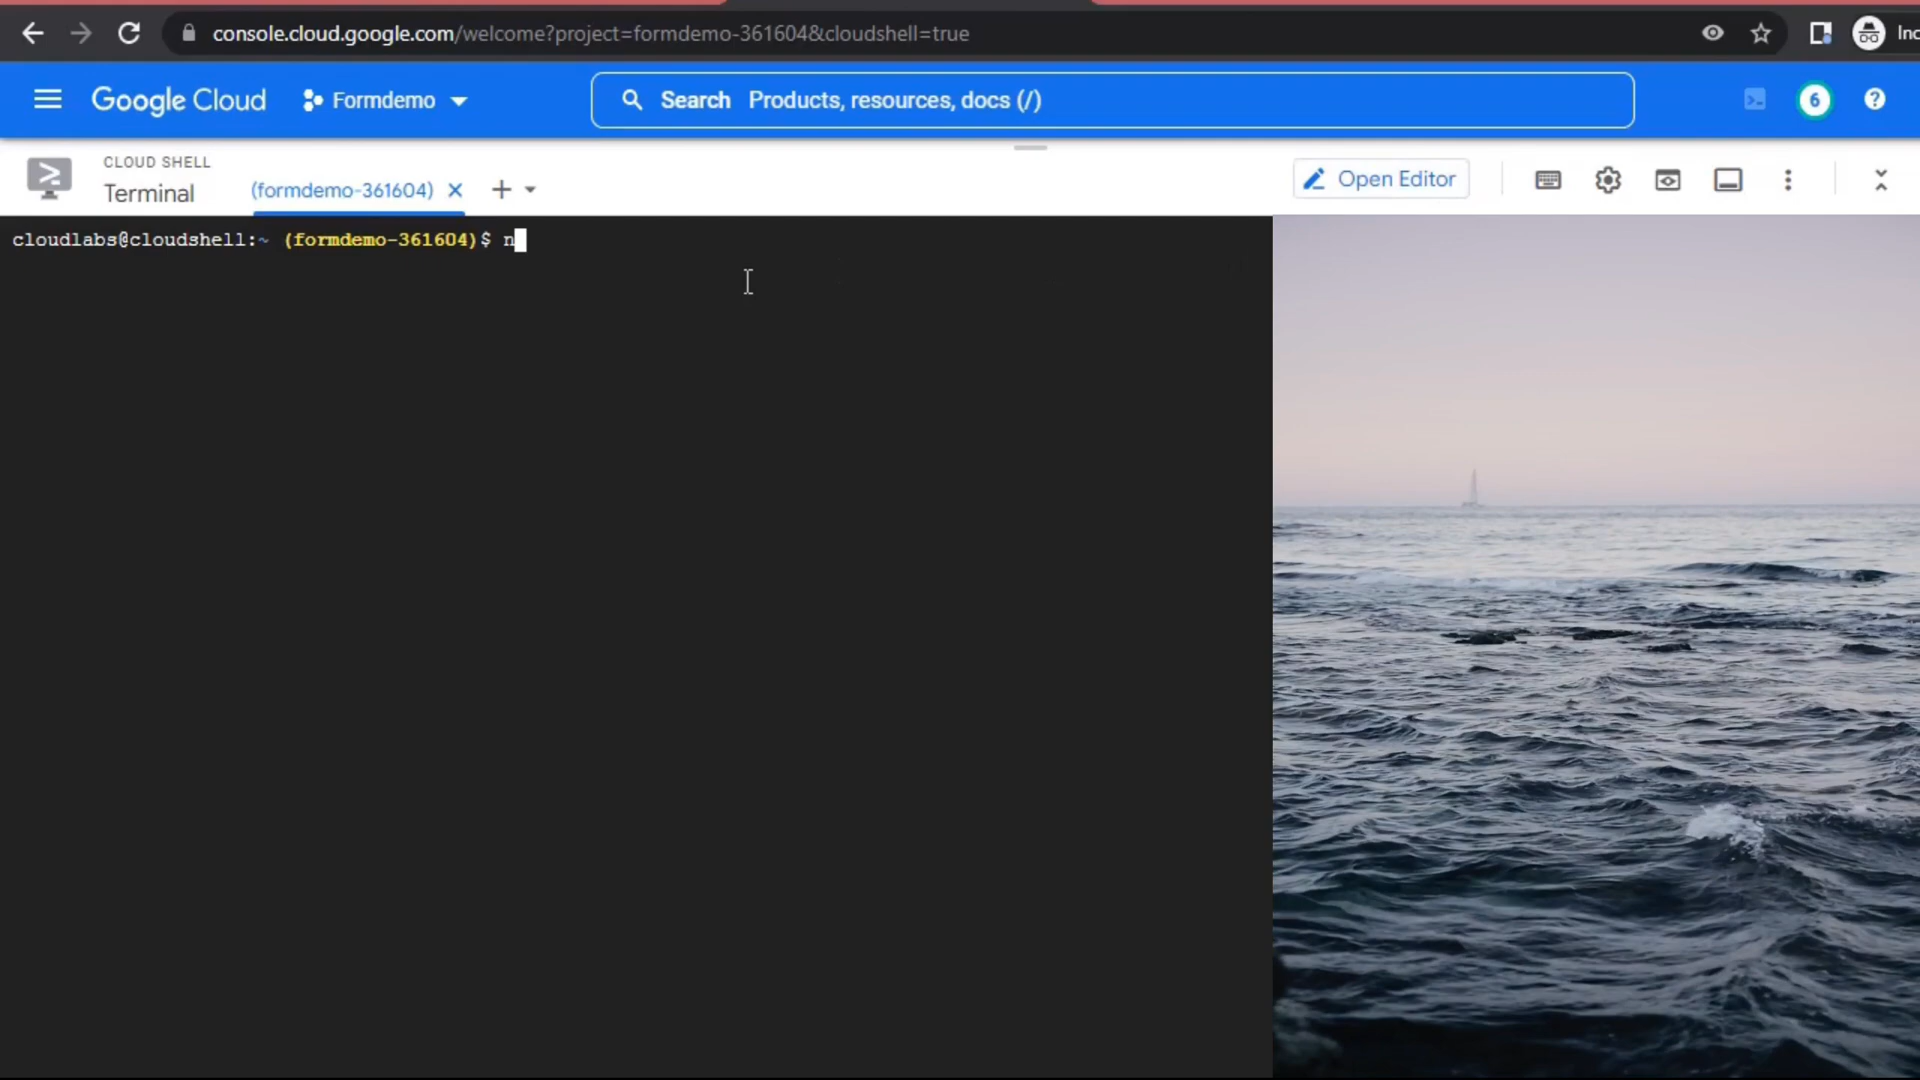 console.cloud.google.com/welcome?project=formdemo-361604&cloudshell=true
Inc
Google Cloud
Formdemo
Search Products, resources, docs (/)
6
?
CLOUD SHELL
Terminal
(formdemo-361604)
Open Editor
cloudlabs@cloudshell:~ (formdemo-361604)$ n